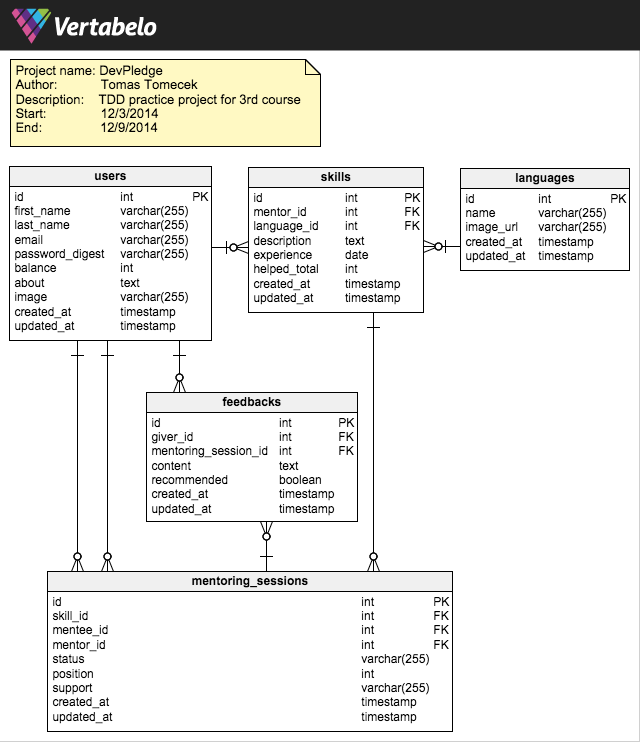 Vertabelo
Project name: DevPledge
Author: Tomas Tomecek
Description: TDD practice project for 3rd course
Start: 12/3/2014
End: 12/9/2014
users
id int PK
first_name varchar(255)
last_name varchar(255)
email varchar(255)
password_digest varchar(255)
balance int
about text
image varchar(255)
created_at timestamp
updated_at timestamp
skills
id int PK
mentor_id int FK
language_id int FK
description text
experience date
helped_total int
created_at timestamp
updated_at timestamp
languages
id int PK
name varchar(255)
image_url varchar(255)
created_at timestamp
updated_at timestamp
feedbacks
id int PK
giver_id int FK
mentoring_session_id int FK
content text
recommended boolean
created_at timestamp
updated_at timestamp
mentoring_sessions
id int PK
skill_id int FK
mentee_id int FK
mentor_id int FK
status varchar(255)
position int
support varchar(255)
created_at timestamp
updated_at timestamp